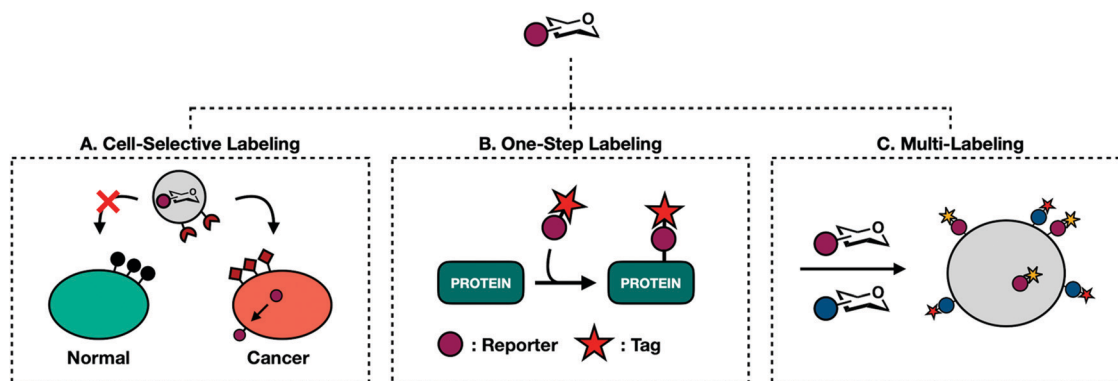 O
A. Cell-Selective Labeling
B. One-Step Labeling
C. Multi-Labeling
O
Normal
Cancer
PROTEIN
PROTEIN
: Reporter
: Tag
O
O